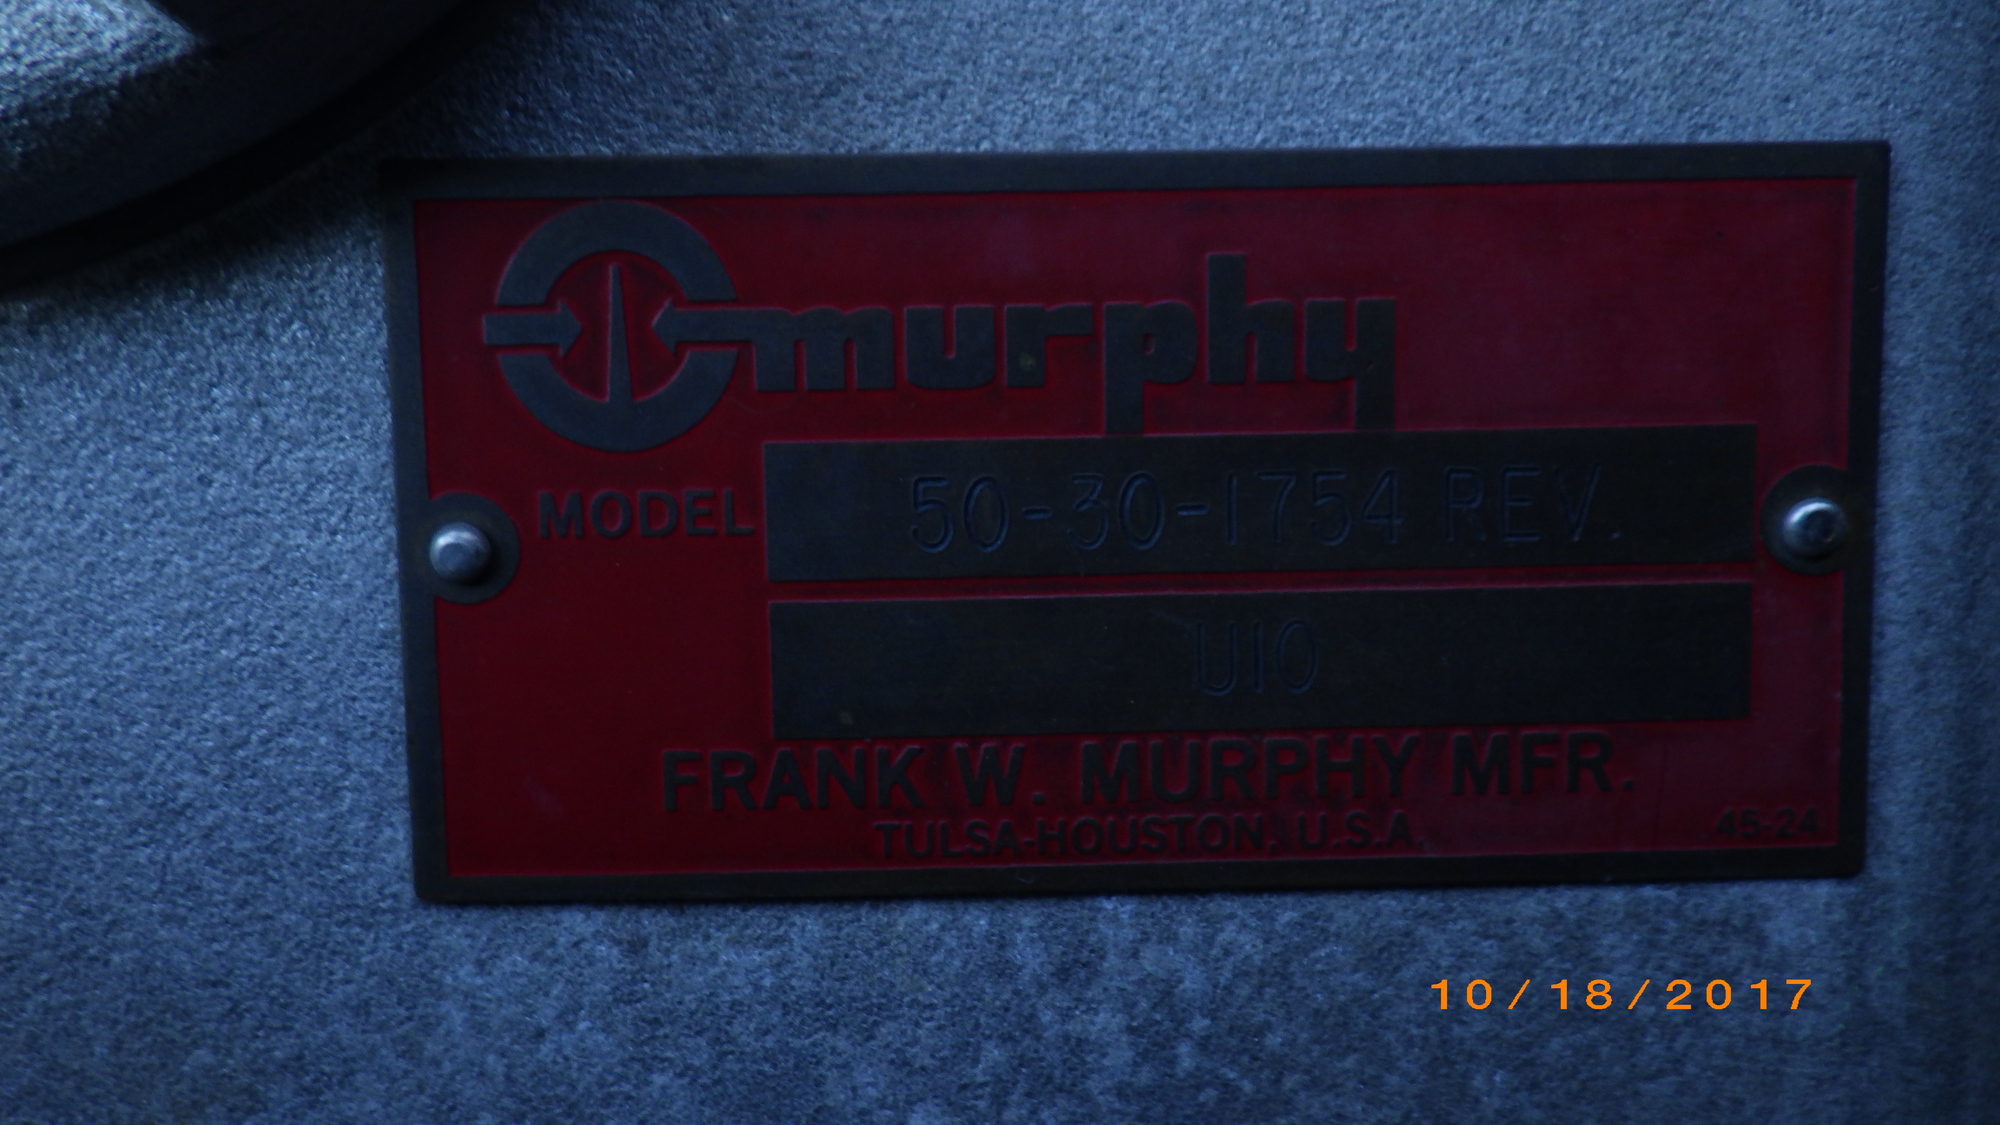 murphy
MODEL 50-30-1754 REV.
U10
FRANK W. MURPHY MFR.
TULSA-HOUSTON, U.S.A.
45-24
10/18/2017